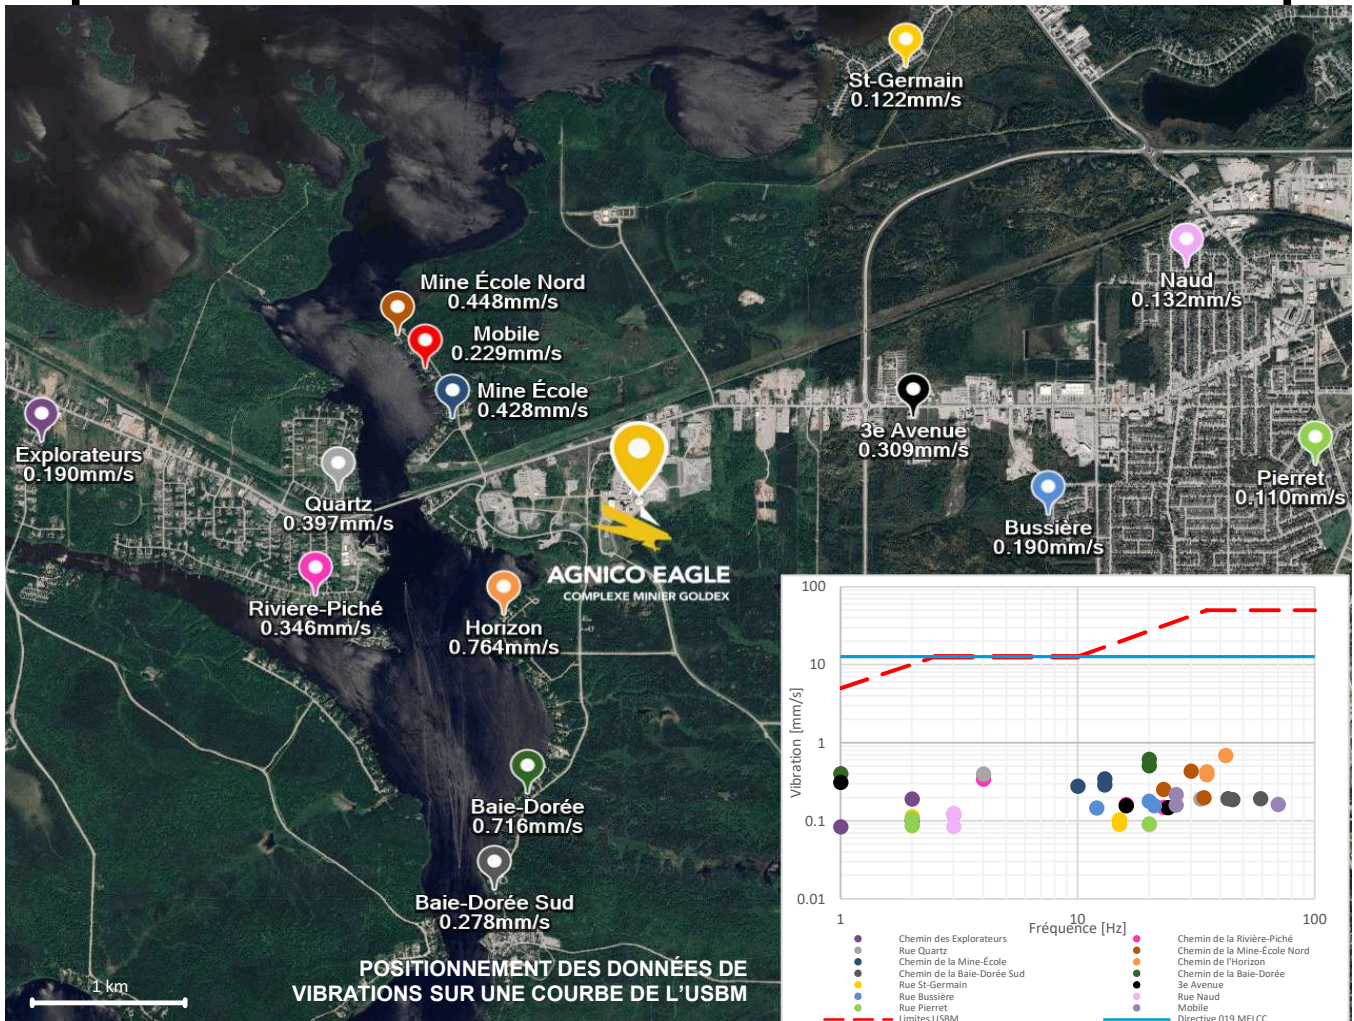 St-Germain
0.122mm/s
Naud
0.132mm/s
Mine École Nord
0.448mm/s
Mobile
0.229mm/s
Mine École
0.428mm/s
3e Avenue
0.309mm/s
Explorateurs
0.190mm/s
Pierret
0.110mm/s
Quartz
0.397mm/s
Bussière
0.190mm/s
AGNICO EAGLE
COMPLEXE MINIER GOLDEX
Riviere-Piché
0.346mm/s
Horizon
0.764mm/s
Baie-Dorée
0.716mm/s
Baie-Dorée Sud
0.278mm/s
POSITIONNEMENT DES DONNÉES DE
VIBRATIONS SUR UNE COURBE DE L'USBM
1 km
100
10
1
0.1
0.01
Vibration [mm/s]
1
10
100
Fréquence [Hz]
Chemin des Explorateurs
Chemin de la Rivière-Piché
Rue Quartz
Chemin de la Mine-École Nord
Chemin de la Mine-École
Chemin de l'Horizon
Chemin de la Baie-Dorée Sud
Chemin de la Baie-Dorée
Rue St-Germain
3e Avenue
Rue Bussière
Rue Naud
Rue Pierret
Mobile
Limites USBM
Directive 019 MELCC